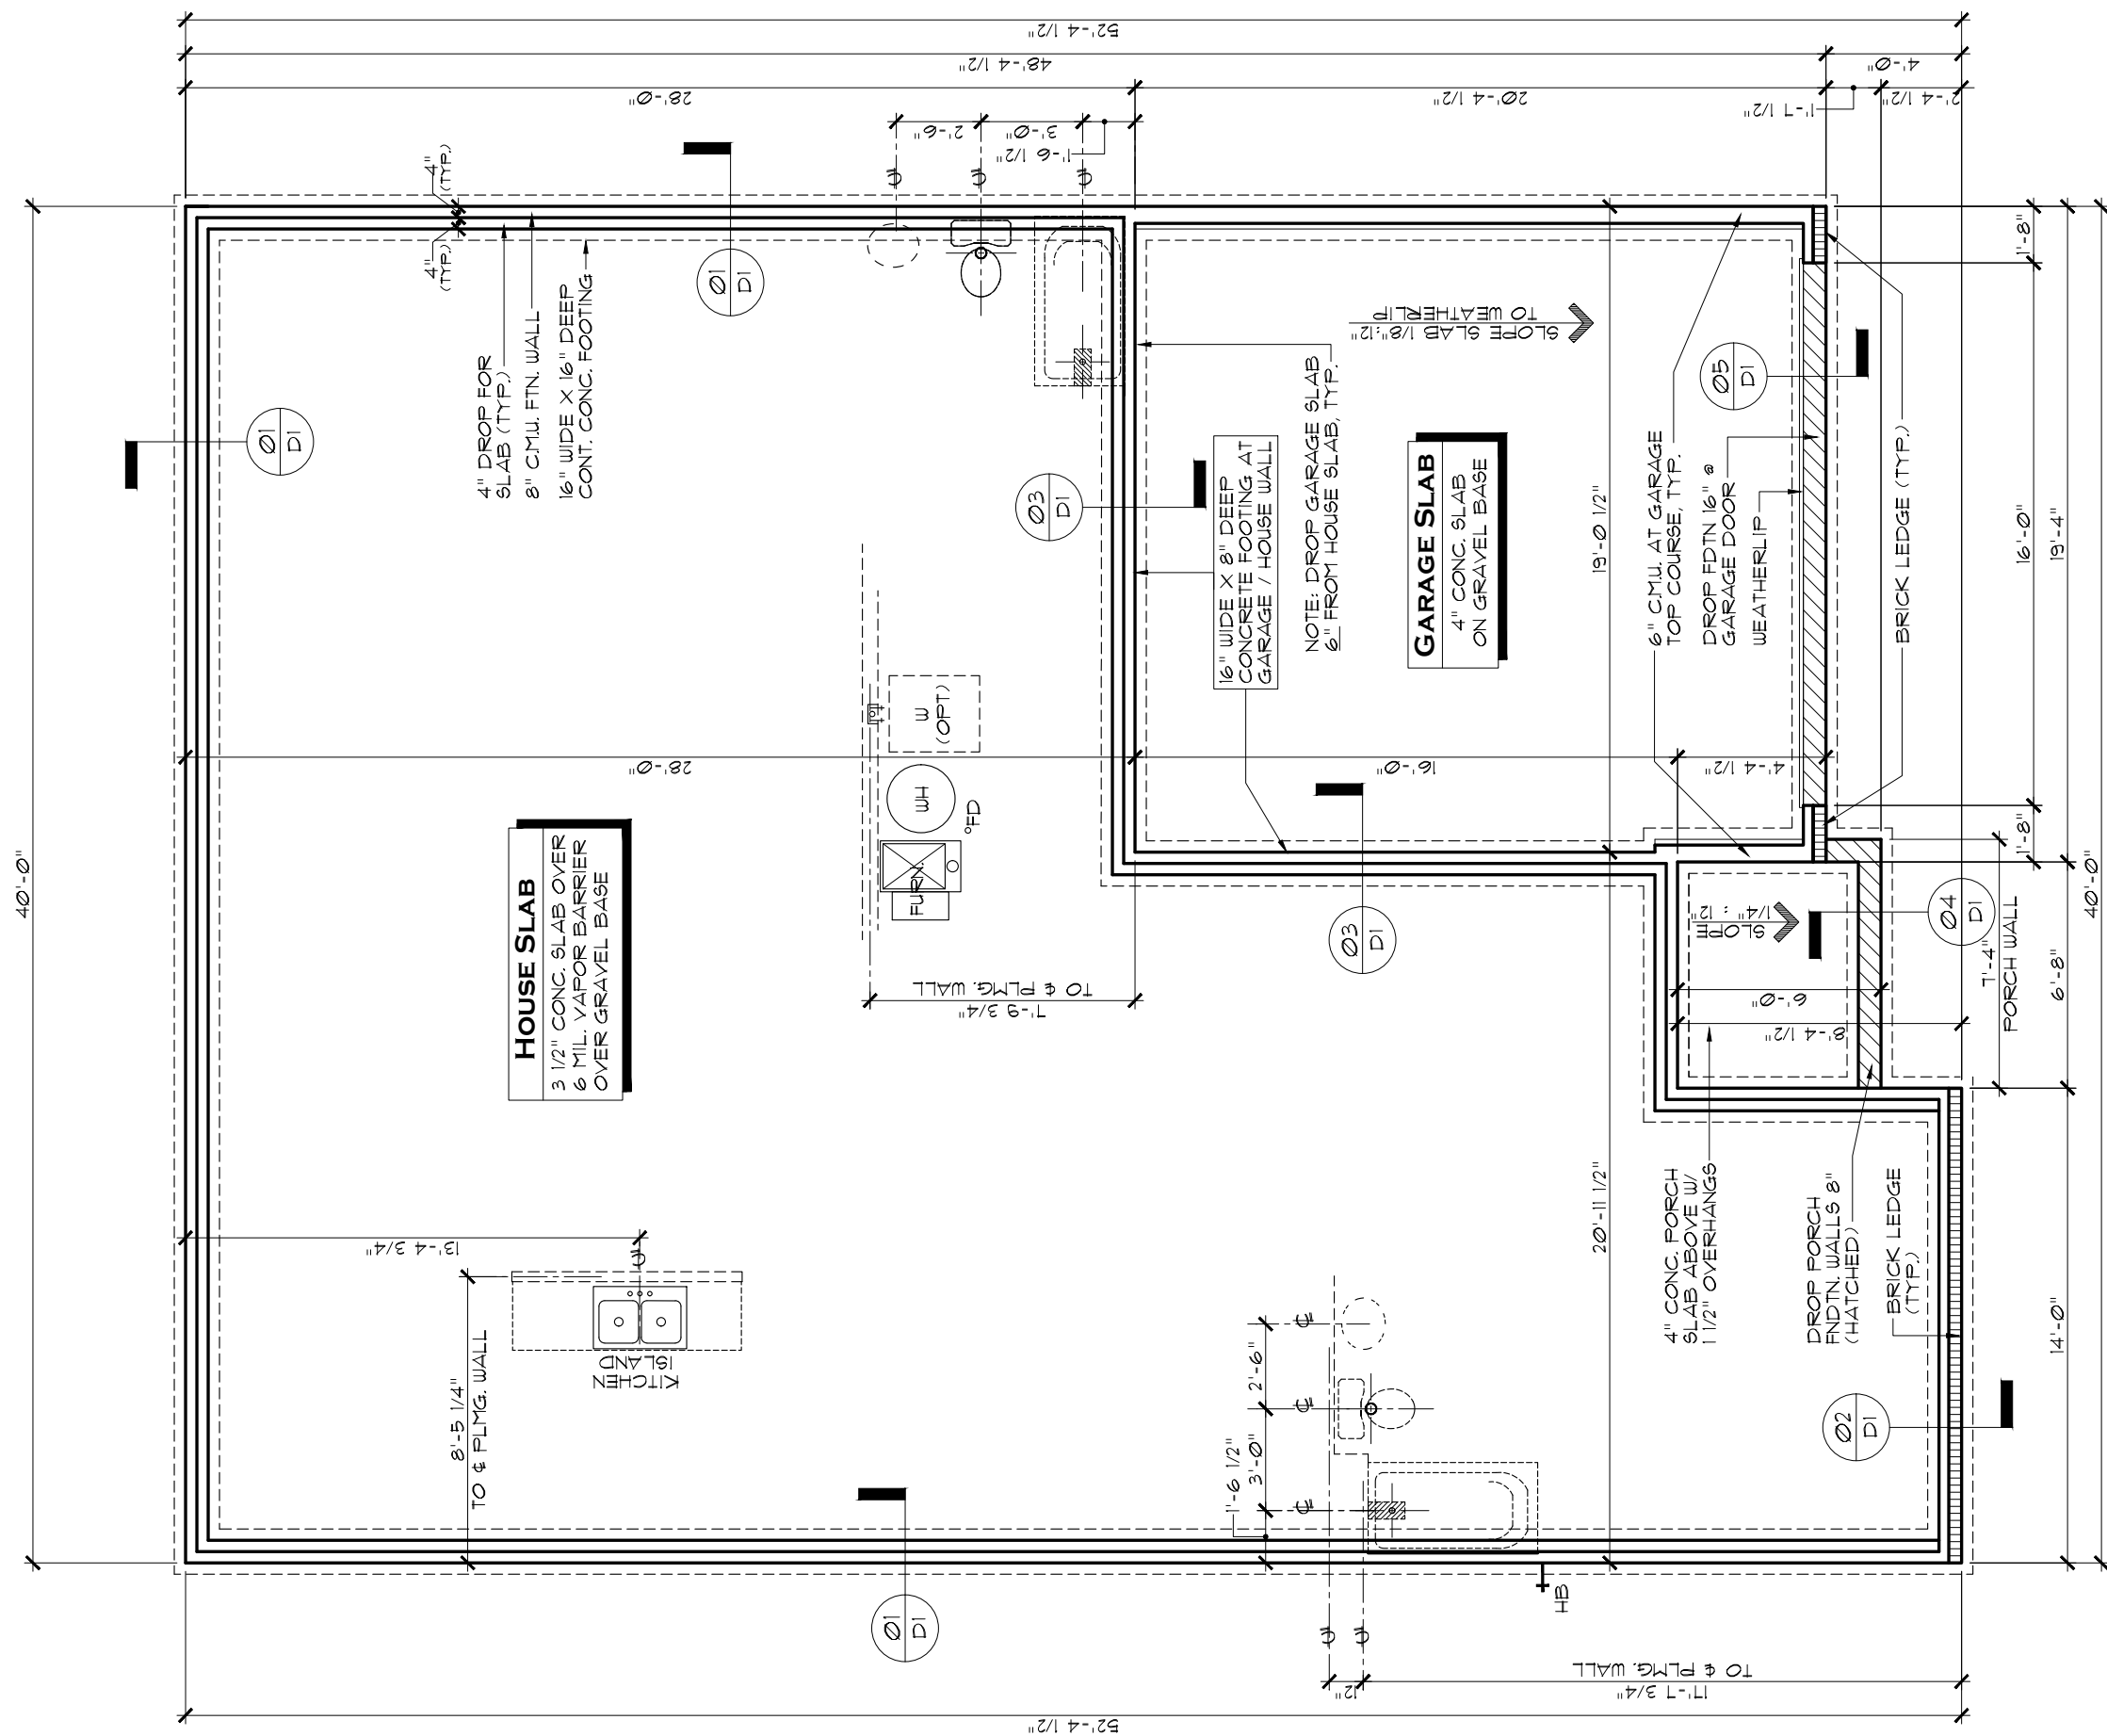 52'-4 1/2"
48'-4 1/2"
4'-0"
28'-0"
20'-4 1/2"
1'-7 1/2"
2'-4 1/2"
2'-6"
3'-0"
1'-6 1/2"
40'-0"
4"
(TYP.)
4"
(TYP.)
01
D1
01
D1
4" DROP FOR
SLAB (TYP.)
8" C.M.U. FTN. WALL
16" WIDE X 16" DEEP
CONT. CONC. FOOTING
03
D1
16" WIDE X 8" DEEP
CONCRETE FOOTING AT
GARAGE / HOUSE WALL
NOTE: DROP GARAGE SLAB
6" FROM HOUSE SLAB, TYP.
SLOPE SLAB 1/8":12"
TO WEATHERLIP
GARAGE SLAB
4" CONC. SLAB
ON GRAVEL BASE
19'-0 1/2"
6" C.M.U. AT GARAGE
TOP COURSE, TYP.
DROP FDTN 16" @
GARAGE DOOR
WEATHERLIP
05
D1
BRICK LEDGE (TYP.)
1'-8"
16'-0"
1'-8"
19'-4"
6'-8"
14'-0"
40'-0"
28'-0"
16'-0"
4'-4 1/2"
W
(OPT)
WH
FD
FURN.
HOUSE SLAB
3 1/2" CONC. SLAB OVER
6 MIL. VAPOR BARRIER
OVER GRAVEL BASE
7'-9 3/4"
TO ℄ PLMG. WALL
03
D1
SLOPE
1/4" : 12"
6'-0"
8'-4 1/2"
04
D1
7'-4"
PORCH WALL
13'-4 3/4"
8'-5 1/4"
TO ℄ PLMG. WALL
KITCHEN
ISLAND
20'-11 1/2"
4" CONC. PORCH
SLAB ABOVE W/
1 1/2" OVERHANGS
DROP PORCH
FNDTN. WALLS 8"
(HATCHED)
BRICK LEDGE
(TYP.)
02
D1
2'-6"
3'-0"
1'-6 1/2"
HB
01
D1
12"
17'-7 3/4"
TO ℄ PLMG. WALL
52'-4 1/2"